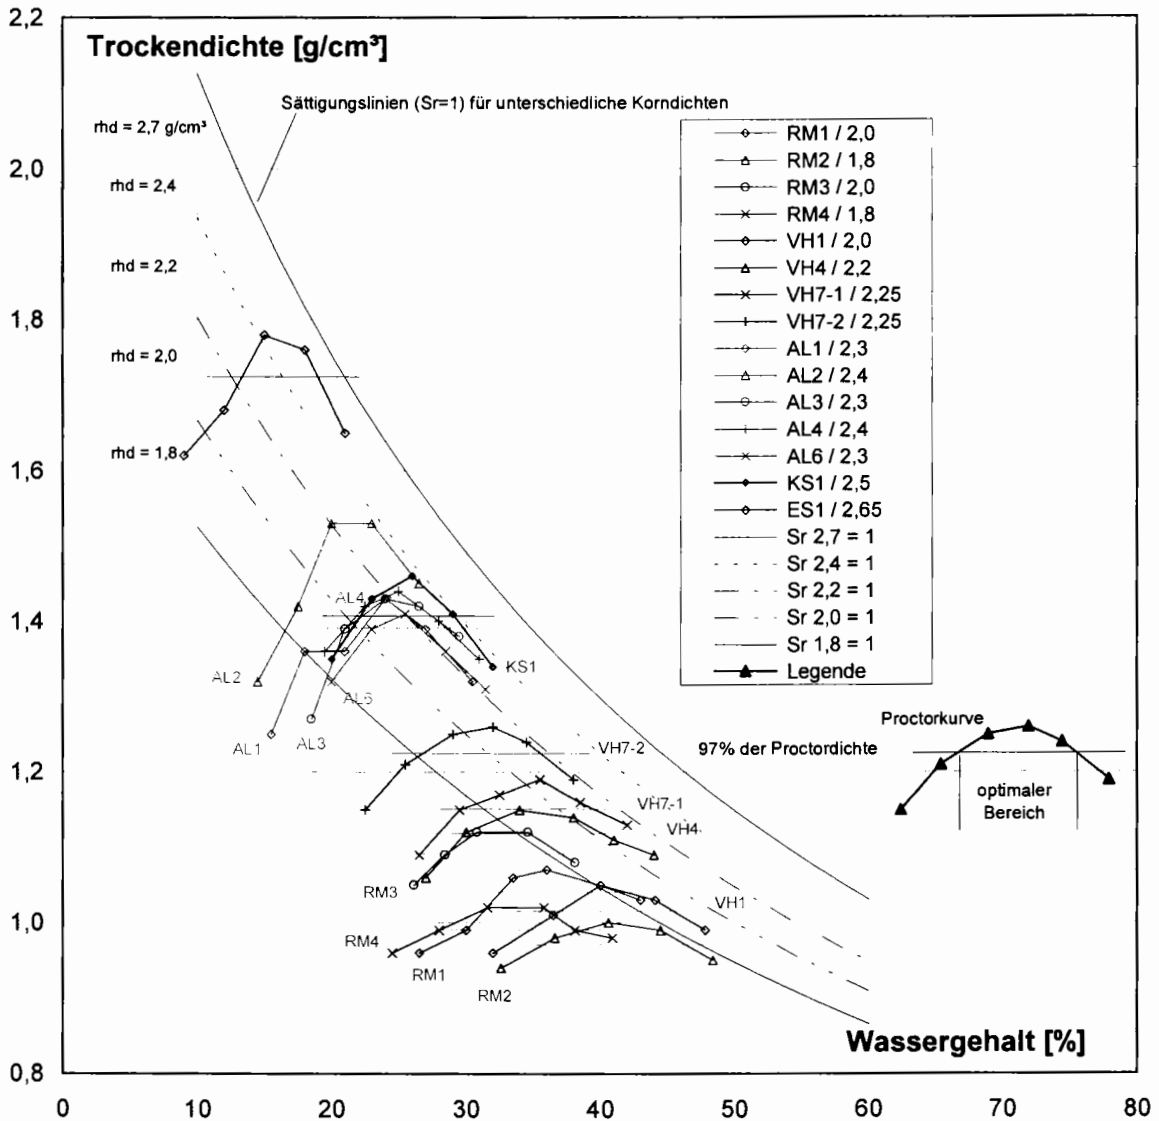 2,2
Trockendichte [g/cm³]
Sättigungslinien (Sr=1) für unterschiedliche Korndichten
rhd = 2,7 g/cm³
2,0
rhd = 2,4
rhd = 2,2
1,8
rhd = 2,0
rhd = 1,8
1,6
1,4
1,2
1,0
0,8
RM1 / 2,0
RM2 / 1,8
RM3 / 2,0
RM4 / 1,8
VH1 / 2,0
VH4 / 2,2
VH7-1 / 2,25
VH7-2 / 2,25
AL1 / 2,3
AL2 / 2,4
AL3 / 2,3
AL4 / 2,4
AL6 / 2,3
KS1 / 2,5
ES1 / 2,65
Sr 2,7 = 1
Sr 2,4 = 1
Sr 2,2 = 1
Sr 2,0 = 1
Sr 1,8 = 1
Legende
AL4
AL2
AL6
KS1
AL1
AL3
VH7-2
VH7-1
VH4
RM3
VH1
RM4
RM1
RM2
Proctorkurve
97% der Proctordichte
optimaler
Bereich
Wassergehalt [%]
0 10 20 30 40 50 60 70 80